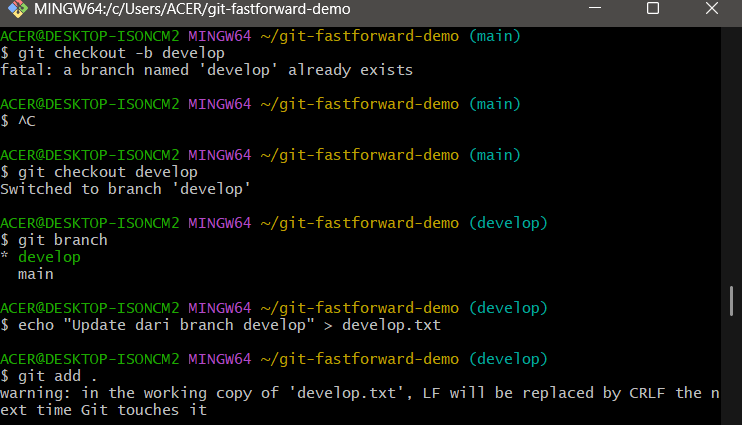 MINGW64:/c/Users/ACER/git-fastforward-demo
ACER@DESKTOP-ISONCM2 MINGW64 ~/git-fastforward-demo (main)
$ git checkout -b develop
fatal: a branch named 'develop' already exists
ACER@DESKTOP-ISONCM2 MINGW64 ~/git-fastforward-demo (main)
$ ^C
ACER@DESKTOP-ISONCM2 MINGW64 ~/git-fastforward-demo (main)
$ git checkout develop
Switched to branch 'develop'
ACER@DESKTOP-ISONCM2 MINGW64 ~/git-fastforward-demo (develop)
$ git branch
* develop
  main
ACER@DESKTOP-ISONCM2 MINGW64 ~/git-fastforward-demo (develop)
$ echo "Update dari branch develop" > develop.txt
ACER@DESKTOP-ISONCM2 MINGW64 ~/git-fastforward-demo (develop)
$ git add .
warning: in the working copy of 'develop.txt', LF will be replaced by CRLF the n
ext time Git touches it